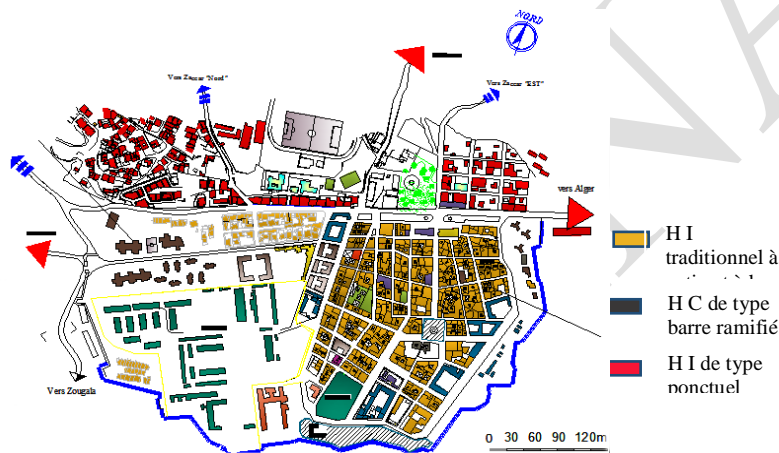 NORD
Vers Zaccar "Nord"
Vers Zaccar "EST"
vers Alger
Vers Zougala
0 30 60 90 120m
H I
traditionnel à
H C de type
barre ramifié
H I de type
ponctuel